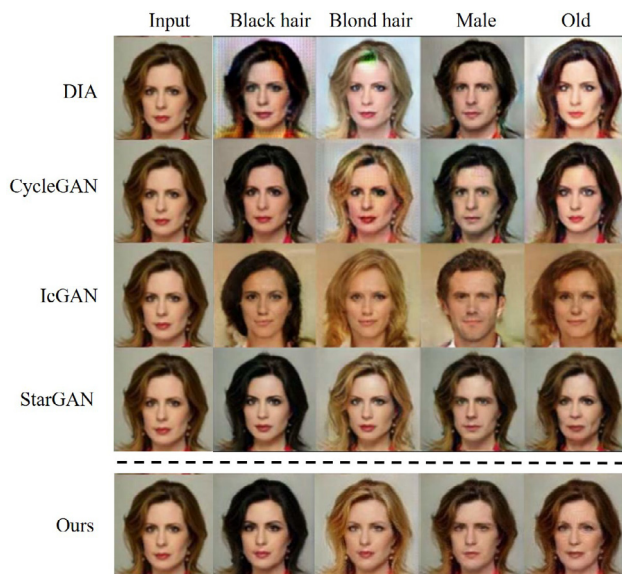 Input Black hair Blond hair Male Old
DIA
CycleGAN
IcGAN
StarGAN
Ours